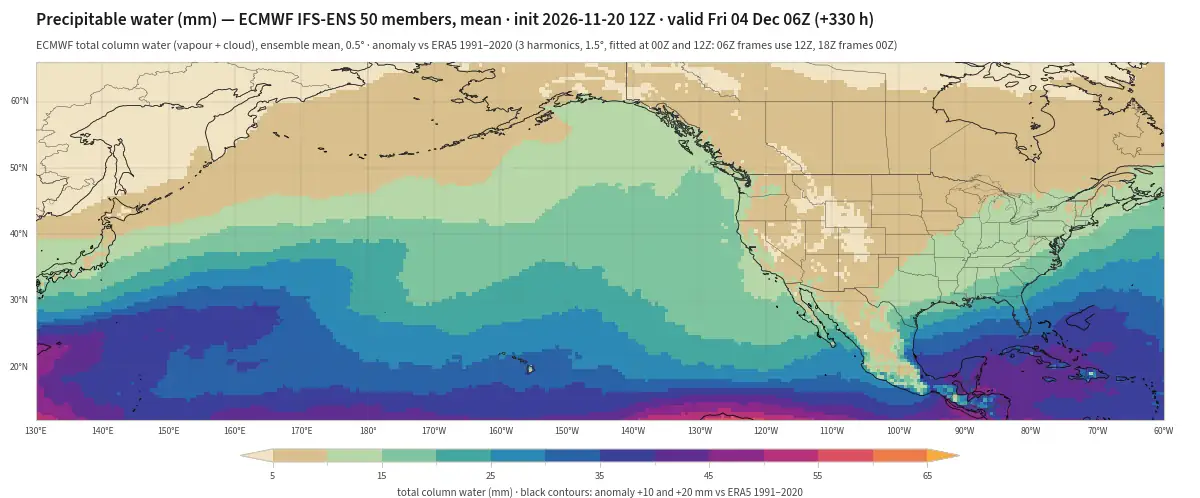 Precipitable water (mm) — ECMWF IFS-ENS 50 members, mean · init 2026-11-20 12Z · valid Fri 04 Dec 06Z (+330 h)
ECMWF total column water (vapour + cloud), ensemble mean, 0.5° · anomaly vs ERA5 1991–2020 (3 harmonics, 1.5°, fitted at 00Z and 12Z: 06Z frames use 12Z, 18Z frames 00Z)
60°N
50°N
40°N
30°N
20°N
130°E 140°E 150°E 160°E 170°E 180° 170°W 160°W 150°W 140°W 130°W 120°W 110°W 100°W 90°W 80°W 70°W 60°W
5 15 25 35 45 55 65
total column water (mm) · black contours: anomaly +10 and +20 mm vs ERA5 1991–2020